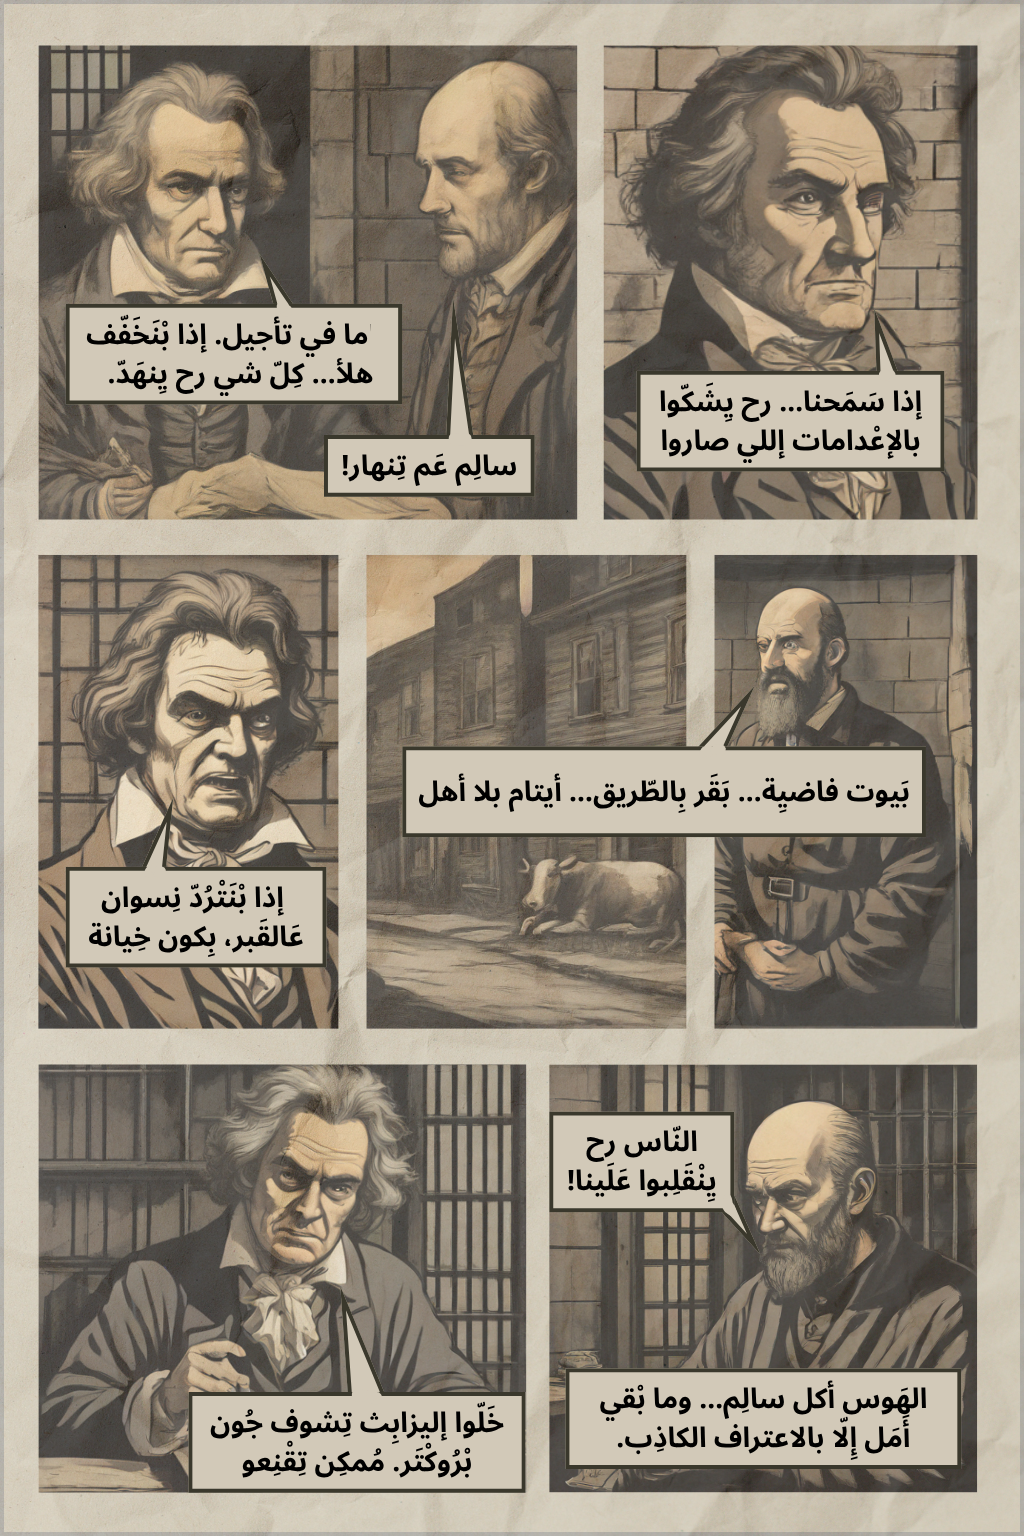 ما في تأجيل. إذا بْنَخَفّف
هلأ... كِلّ شي رح يِنهَدّ.
سالِم عَم تِنهار!
إذا سَمَحنا... رح يِشَكّوا
بالإعْدامات إللي صاروا
إذا بْنَتْرُدّ نِسوان
عَالقَبر، بِكون خِيانة
بَيوت فاضيِة... بَقَر بِالطّريق... أيتام بلا أهل
خَلّوا إليزابِث تِشوف جُون
بْرُوكْتَر. مُمكِن تِقْنِعو
النّاس رح
يِنْقَلِبوا عَلَينا!
الهَوس أكل سالِم... وما بْقي
أَمَل إِلّا بالاعتراف الكاذِب.